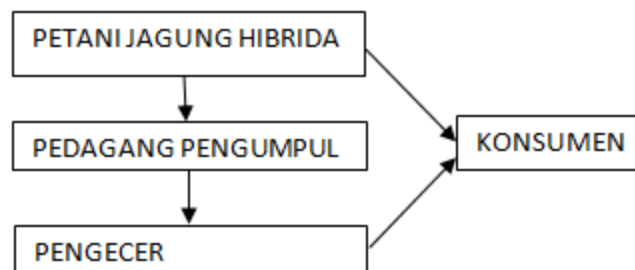 PETANI JAGUNG HIBRIDA
PEDAGANG PENGUMPUL
KONSUMEN
PENGECER